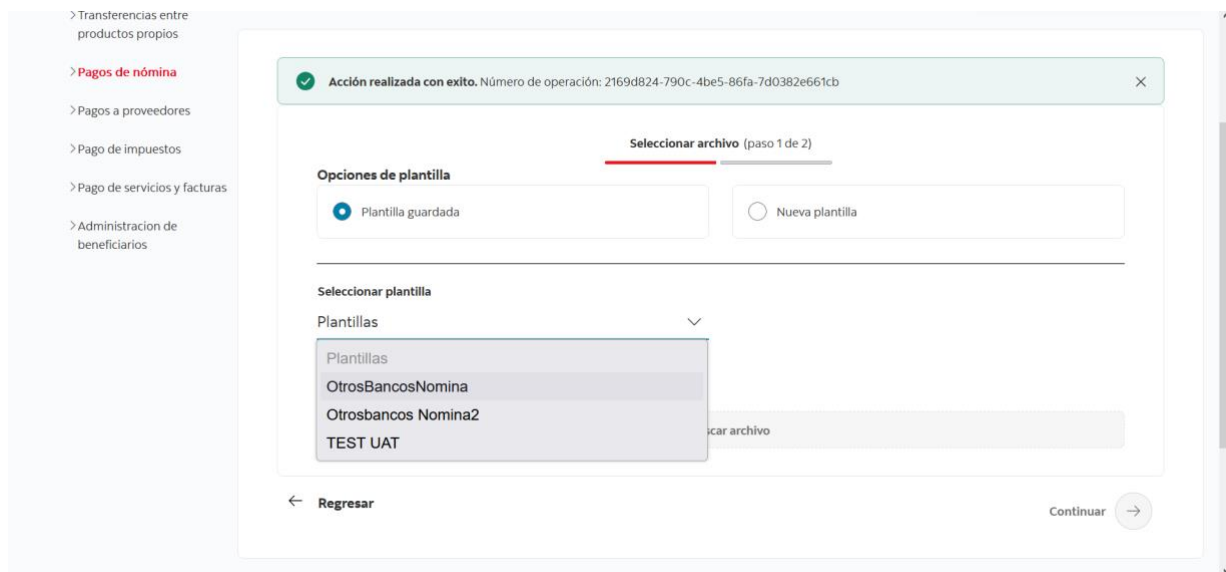 Transferencias entre
productos propios
Pagos de nómina
Pagos a proveedores
Pago de impuestos
Pago de servicios y facturas
Administracion de
beneficiarios
Acción realizada con exito. Número de operación: 2169d824-790c-4be5-86fa-7d0382e661cb
Seleccionar archivo (paso 1 de 2)
Opciones de plantilla
Plantilla guardada
Nueva plantilla
Seleccionar plantilla
Plantillas
Plantillas
OtrosBancosNomina
Otrosbancos Nomina2
TEST UAT
car archivo
Regresar
Continuar